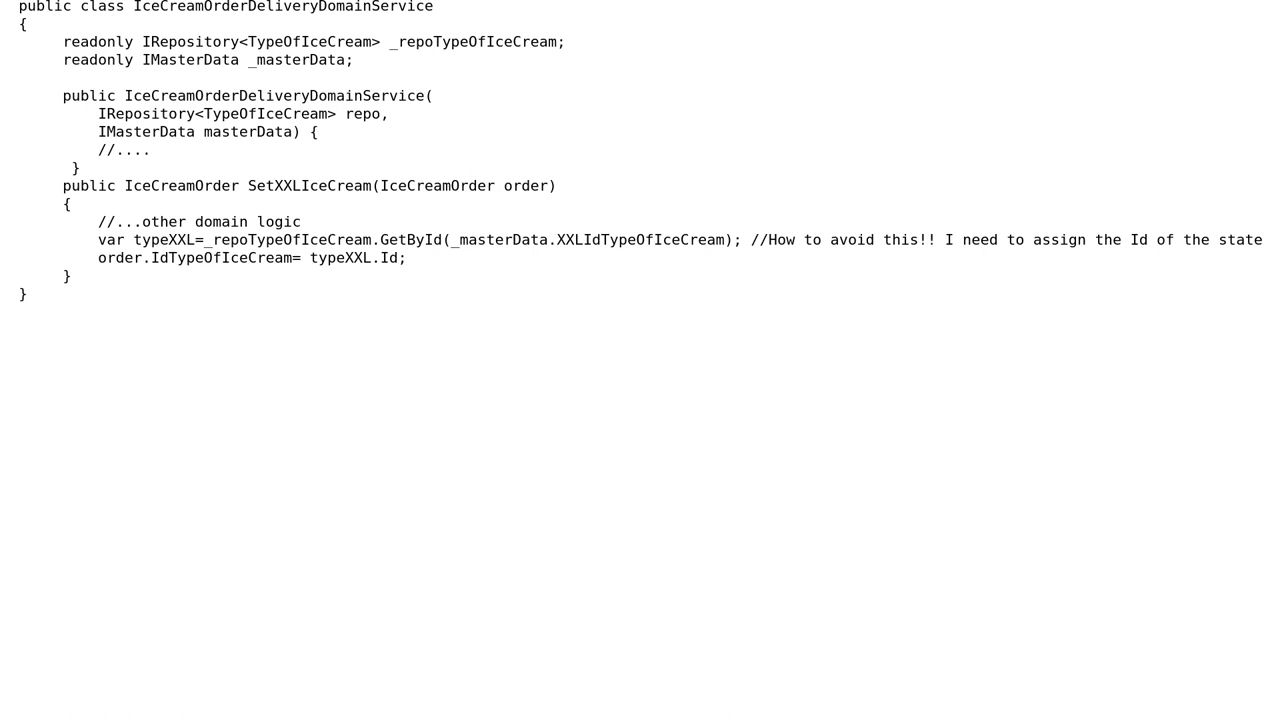 public class IceCreamOrderDeliveryDomainService
{
     readonly IRepository<TypeOfIceCream> _repoTypeOfIceCream;
     readonly IMasterData _masterData;

     public IceCreamOrderDeliveryDomainService(
         IRepository<TypeOfIceCream> repo,
         IMasterData masterData) {
         //....
      }
     public IceCreamOrder SetXXLIceCream(IceCreamOrder order)
     {
         //...other domain logic
         var typeXXL=_repoTypeOfIceCream.GetById(_masterData.XXLIdTypeOfIceCream); //How to avoid this!! I need to assign the Id of the state
         order.IdTypeOfIceCream= typeXXL.Id;
     }
}